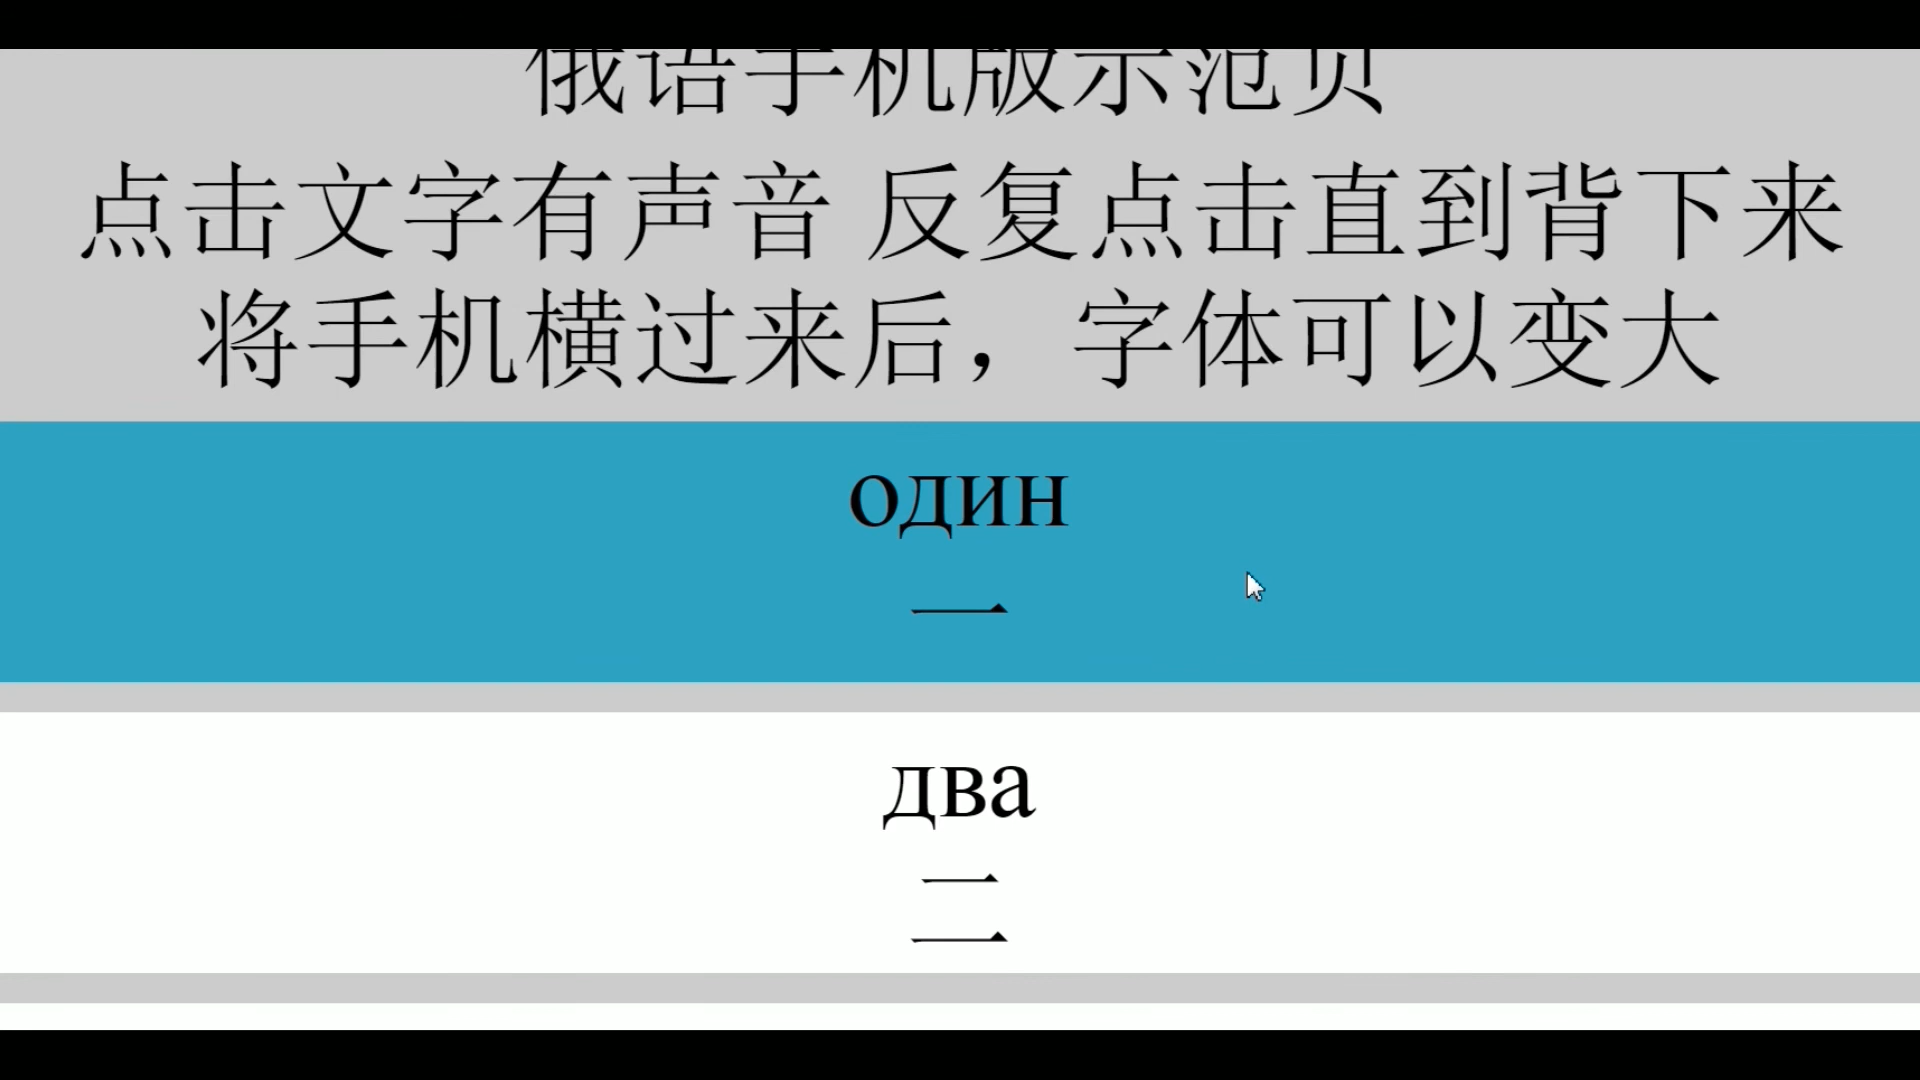 俄语手机版示范页
点击文字有声音 反复点击直到背下来
将手机横过来后，字体可以变大
один
一
два
二